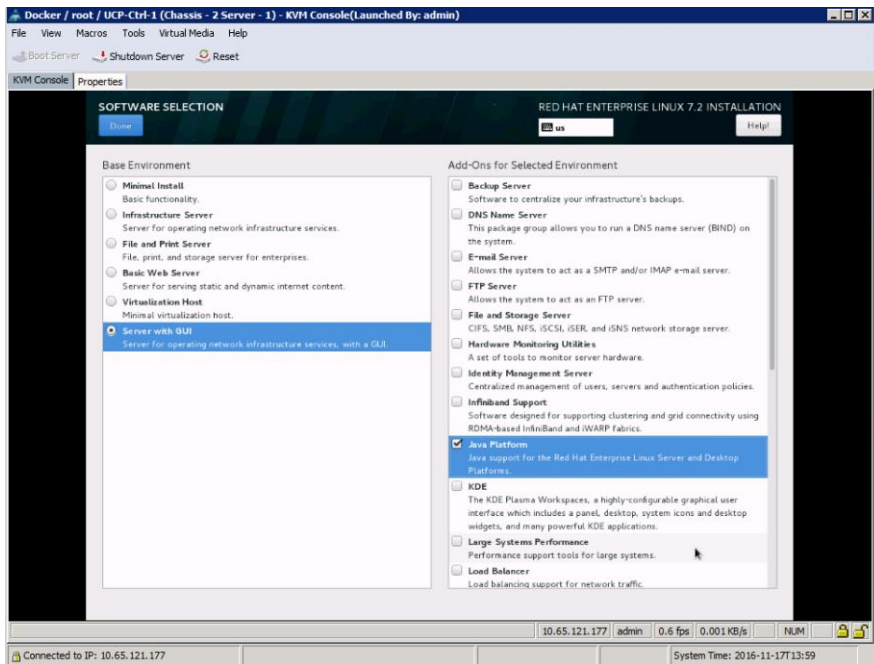 Docker / root / UCP-Ctrl-1 (Chassis - 2 Server - 1) - KVM Console(Launched By: admin)
File View Macros Tools Virtual Media Help
Boot Server Shutdown Server Reset
KVM Console Properties
SOFTWARE SELECTION
Done
RED HAT ENTERPRISE LINUX 7.2 INSTALLATION
us
Help!
Base Environment
Minimal Install
Basic functionality.
Infrastructure Server
Server for operating network infrastructure services.
File and Print Server
File, print, and storage server for enterprises.
Basic Web Server
Server for serving static and dynamic internet content.
Virtualization Host
Minimal virtualization host.
Server with GUI
Server for operating network infrastructure services, with a GUI.
Add-Ons for Selected Environment
Backup Server
Software to centralize your infrastructure's backups.
DNS Name Server
This package group allows you to run a DNS name server (BIND) on
the system.
E-mail Server
Allows the system to act as a SMTP and/or IMAP e-mail server.
FTP Server
Allows the system to act as an FTP server.
File and Storage Server
CIFS, SMB, NFS, iSCSI, iSER, and iSNS network storage server.
Hardware Monitoring Utilities
A set of tools to monitor server hardware.
Identity Management Server
Centralized management of users, servers and authentication policies.
Infiniband Support
Software designed for supporting clustering and grid connectivity using
RDMA-based InfiniBand and iWARP fabrics.
Java Platform
Java support for the Red Hat Enterprise Linux Server and Desktop
Platforms.
KDE
The KDE Plasma Workspaces, a highly-configurable graphical user
interface which includes a panel, desktop, system icons and desktop
widgets, and many powerful KDE applications.
Large Systems Performance
Performance support tools for large systems.
Load Balancer
Load balancing support for network traffic.
10.65.121.177 admin 0.6 fps 0.001 KB/s NUM
Connected to IP: 10.65.121.177 System Time: 2016-11-17T13:59